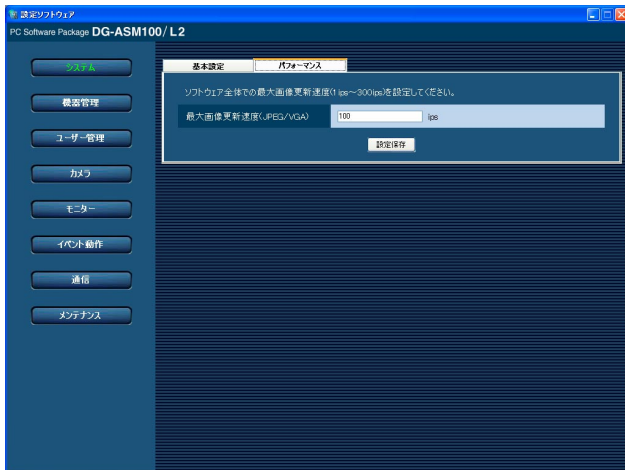 設定ソフトウェア
PC Software Package DG-ASM100/L2
システム
機器管理
ユーザー管理
カメラ
モニター
イベント動作
通信
メンテナンス
基本設定
パフォーマンス
ソフトウェア全体での最大画像更新速度(1ips～300ips)を設定してください。
最大画像更新速度(JPEG/VGA)
100
ips
設定保存